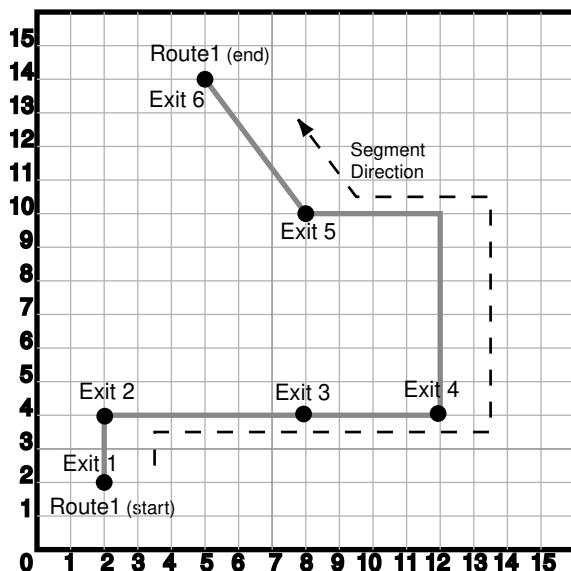 15
Route1 (end)
14
Exit 6
13
12
Segment
Direction
11
10
Exit 5
9
8
7
6
5
Exit 2
Exit 3
Exit 4
4
3
Exit 1
2
Route1 (start)
1
0 1 2 3 4 5 6 7 8 9 10 11 12 13 14 15